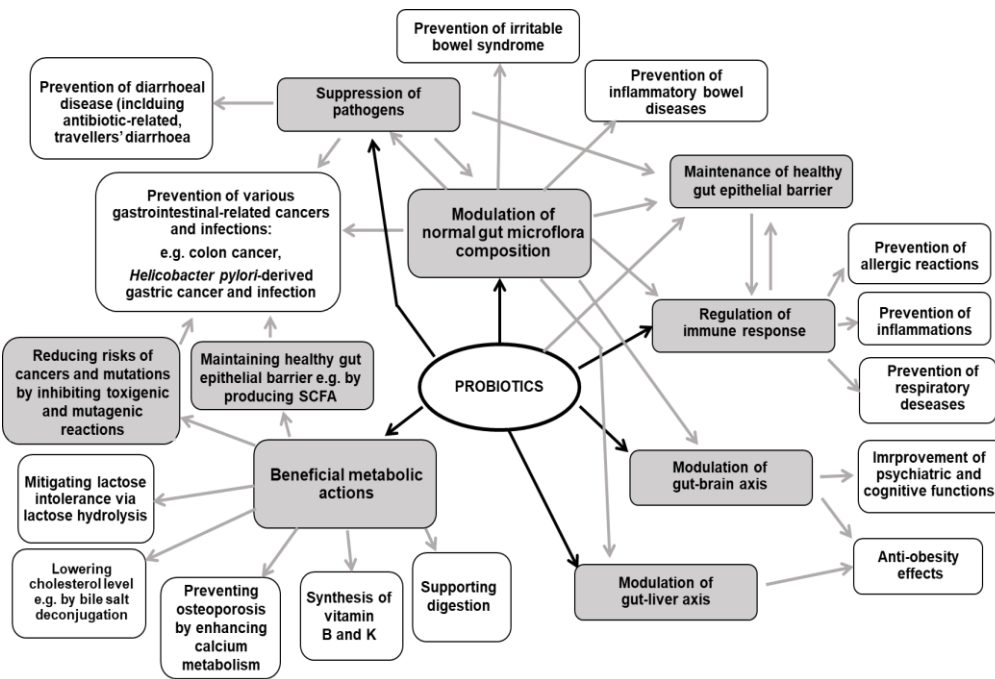 Prevention of irritable
bowel syndrome
Prevention of diarrhoeal
disease (inclduing
antibiotic-related,
travellers' diarrhoea
Suppression of
pathogens
Prevention of
inflammatory bowel
diseases
Maintenance of healthy
gut epithelial barrier
Prevention of various
gastrointestinal-related cancers
and infections:
e.g. colon cancer,
Helicobacter pylori-derived
gastric cancer and infection
Modulation of
normal gut microflora
composition
Prevention of
allergic reactions
Regulation of
immune response
Prevention of
inflammations
Prevention of
respiratory
deseases
Reducing risks of
cancers and mutations
by inhibiting toxigenic
and mutagenic
reactions
Maintaining healthy gut
epithelial barrier e.g. by
producing SCFA
PROBIOTICS
Beneficial metabolic
actions
Modulation of
gut-brain axis
Imrprovement of
psychiatric and
cognitive functions
Mitigating lactose
intolerance via
lactose hydrolysis
Lowering
cholesterol level
e.g. by bile salt
deconjugation
Preventing
osteoporosis
by enhancing
calcium
metabolism
Synthesis of
vitamin
B and K
Supporting
digestion
Modulation of
gut-liver axis
Anti-obesity
effects